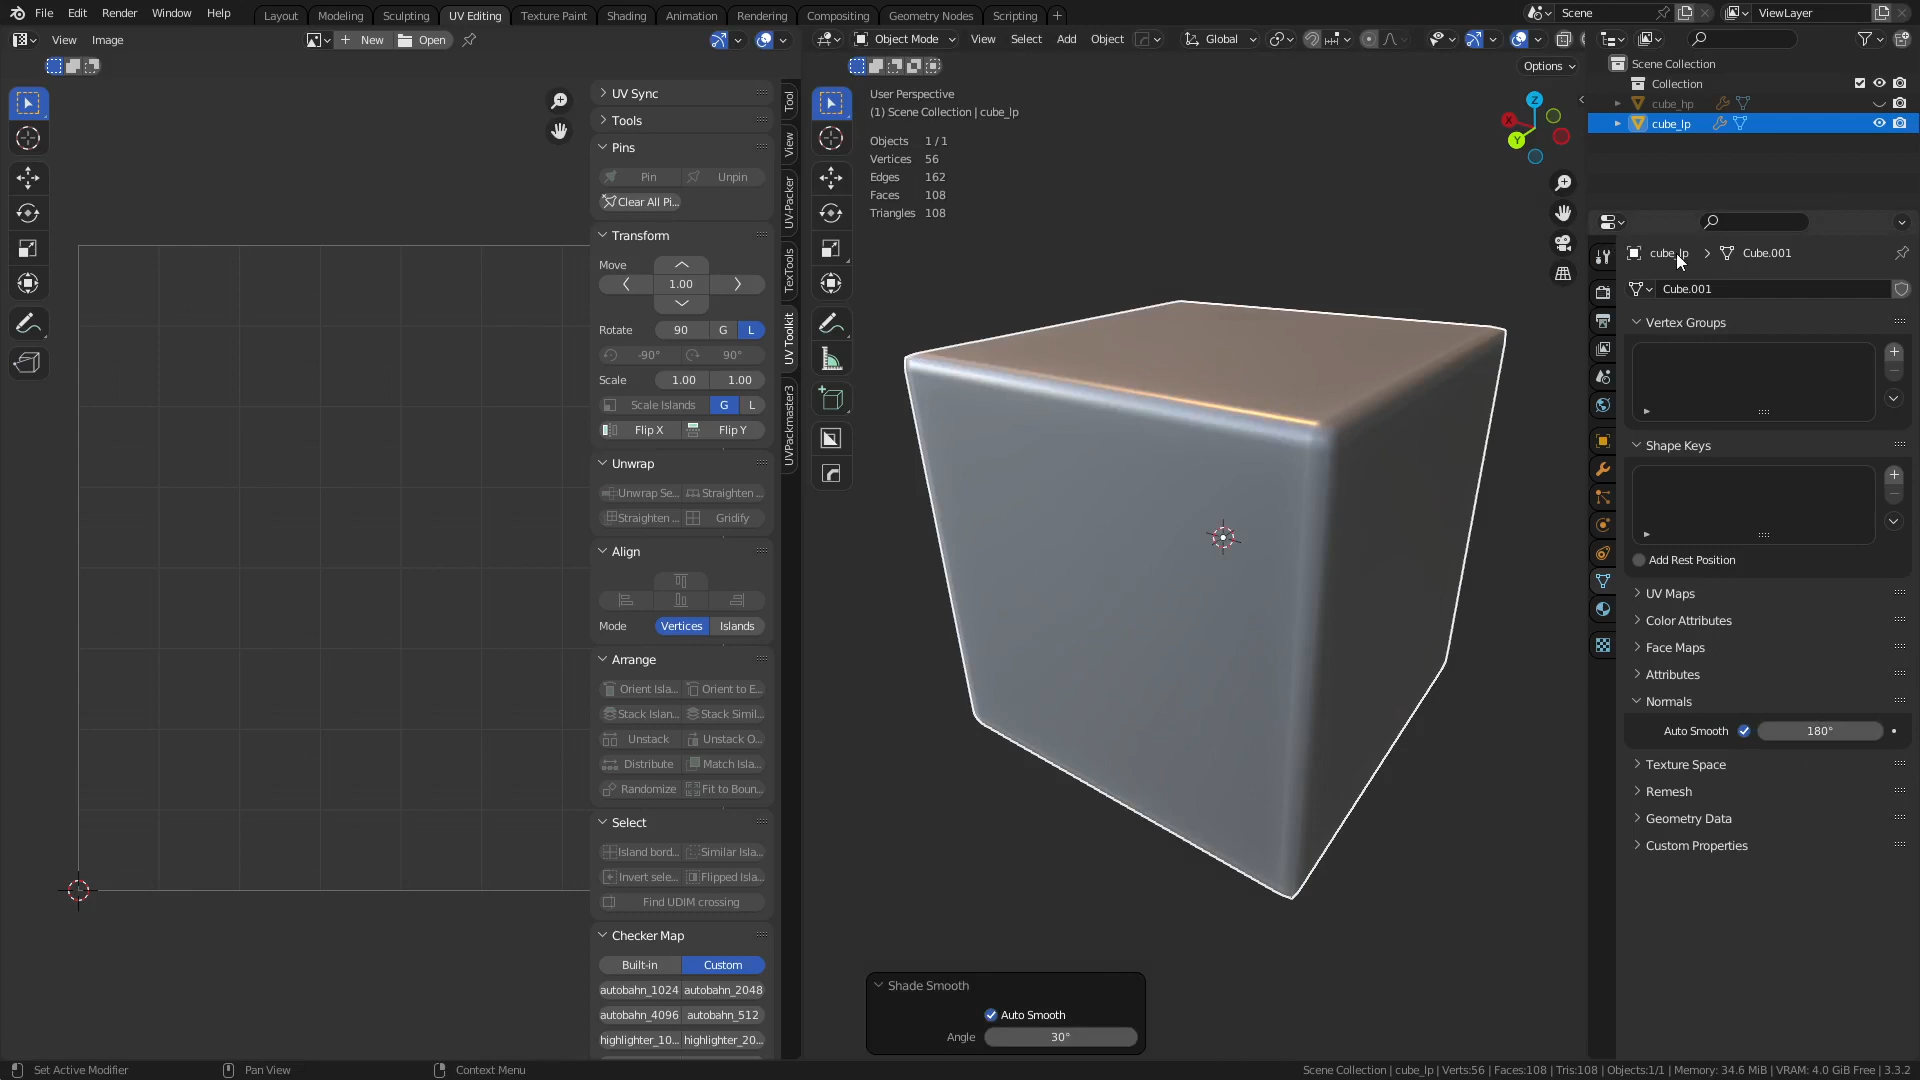 File Edit Render Window Help Layout Modeling Sculpting UV Editing Texture Paint Shading Animation Rendering Compositing Geometry Nodes Scripting + Scene ViewLayer
View Image + New Open Object Mode View Select Add Object Global
Options
UV Sync
Tools
Pins
Pin Unpin
Clear All Pi...
Transform
Move
1.00
Rotate 90 G L
-90° 90°
Scale 1.00 1.00
Scale Islands G L
Flip X Flip Y
Unwrap
Unwrap Se... Straighten ...
Straighten ... Gridify
Align
Mode Vertices Islands
Arrange
Orient Isla... Orient to E...
Stack Islan... Stack Simil...
Unstack Unstack O...
Distribute Match Isla...
Randomize Fit to Boun...
Select
Island bord... Similar Isla...
Invert sele... Flipped Isla...
Find UDIM crossing
Checker Map
Built-in Custom
autobahn_1024 autobahn_2048
autobahn_4096 autobahn_512
highlighter_10... highlighter_20...
Tool
View
UV-Packer
TexTools
UV Toolkit
UVPackmaster3
User Perspective
(1) Scene Collection | cube_lp
Objects 1/1
Vertices 56
Edges 162
Faces 108
Triangles 108
Z
X
Y
Shade Smooth
Auto Smooth
Angle 30°
Scene Collection
Collection
cube_hp
cube_lp
cube_lp > Cube.001
Cube.001
Vertex Groups
Shape Keys
Add Rest Position
UV Maps
Color Attributes
Face Maps
Attributes
Normals
Auto Smooth 180°
Texture Space
Remesh
Geometry Data
Custom Properties
Set Active Modifier Pan View Context Menu Scene Collection | cube_lp | Verts:56 | Faces:108 | Tris:108 | Objects:1/1 | Memory: 34.6 MiB | VRAM: 4.0 GiB Free | 3.3.2